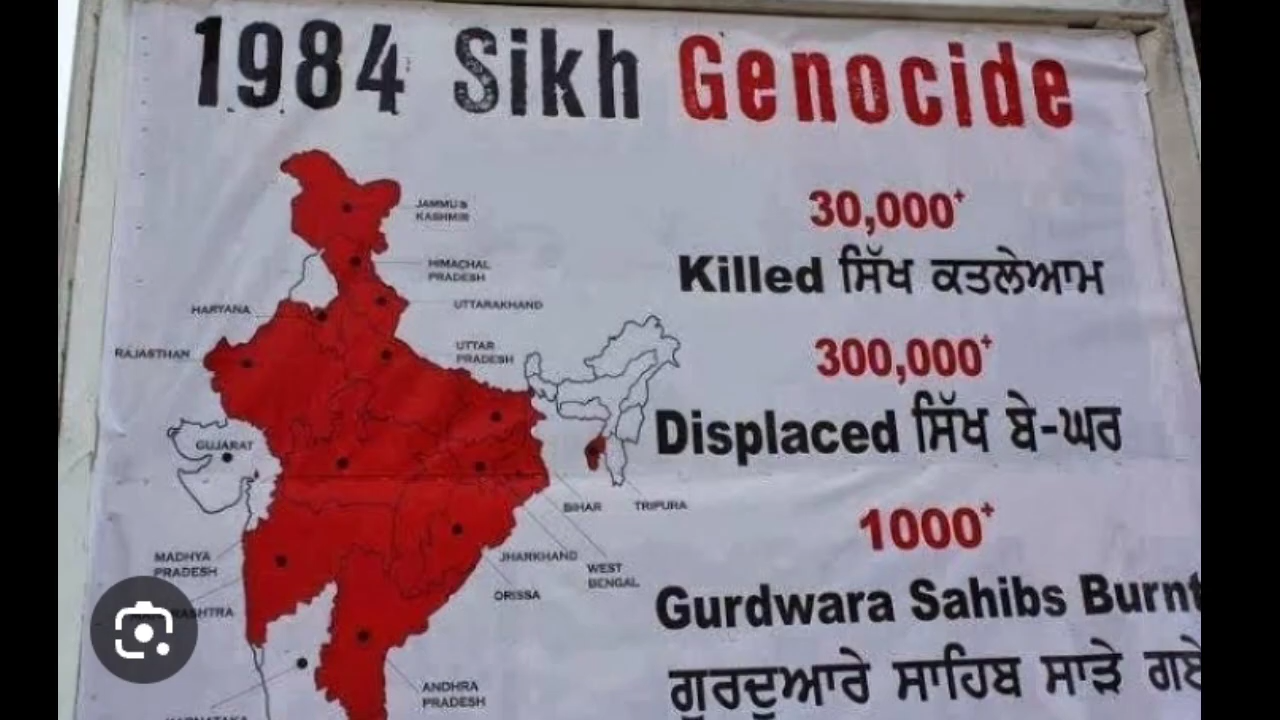 1984 Sikh Genocide
30,000+
Killed ਸਿੱਖ ਕਤਲੇਆਮ
300,000+
Displaced ਸਿੱਖ ਬੇ-ਘਰ
1000+
Gurdwara Sahibs Burnt
ਗੁਰਦੁਆਰੇ ਸਾਹਿਬ ਸਾੜੇ ਗਏ
JAMMU &
KASHMIR
HIMACHAL
PRADESH
HARYANA
UTTARAKHAND
RAJASTHAN
UTTAR
PRADESH
GUJARAT
BIHAR
TRIPURA
MADHYA
PRADESH
JHARKHAND
WEST
BENGAL
ORISSA
ANDHRA
PRADESH